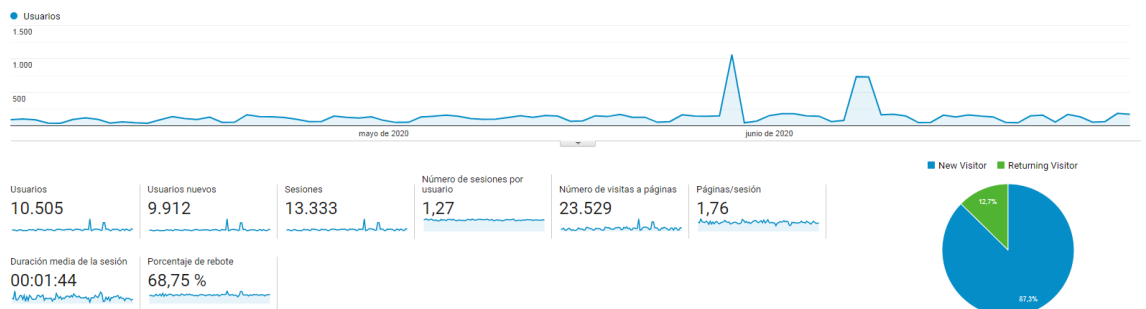 Usuarios
1.500
1.000
500
mayo de 2020
junio de 2020
New Visitor
Returning Visitor
Usuarios
10.505
Usuarios nuevos
9.912
Sesiones
13.333
Número de sesiones por
usuario
1,27
Número de visitas a páginas
23.529
Páginas/sesión
1,76
12,7%
87,3%
Duración media de la sesión
00:01:44
Porcentaje de rebote
68,75 %